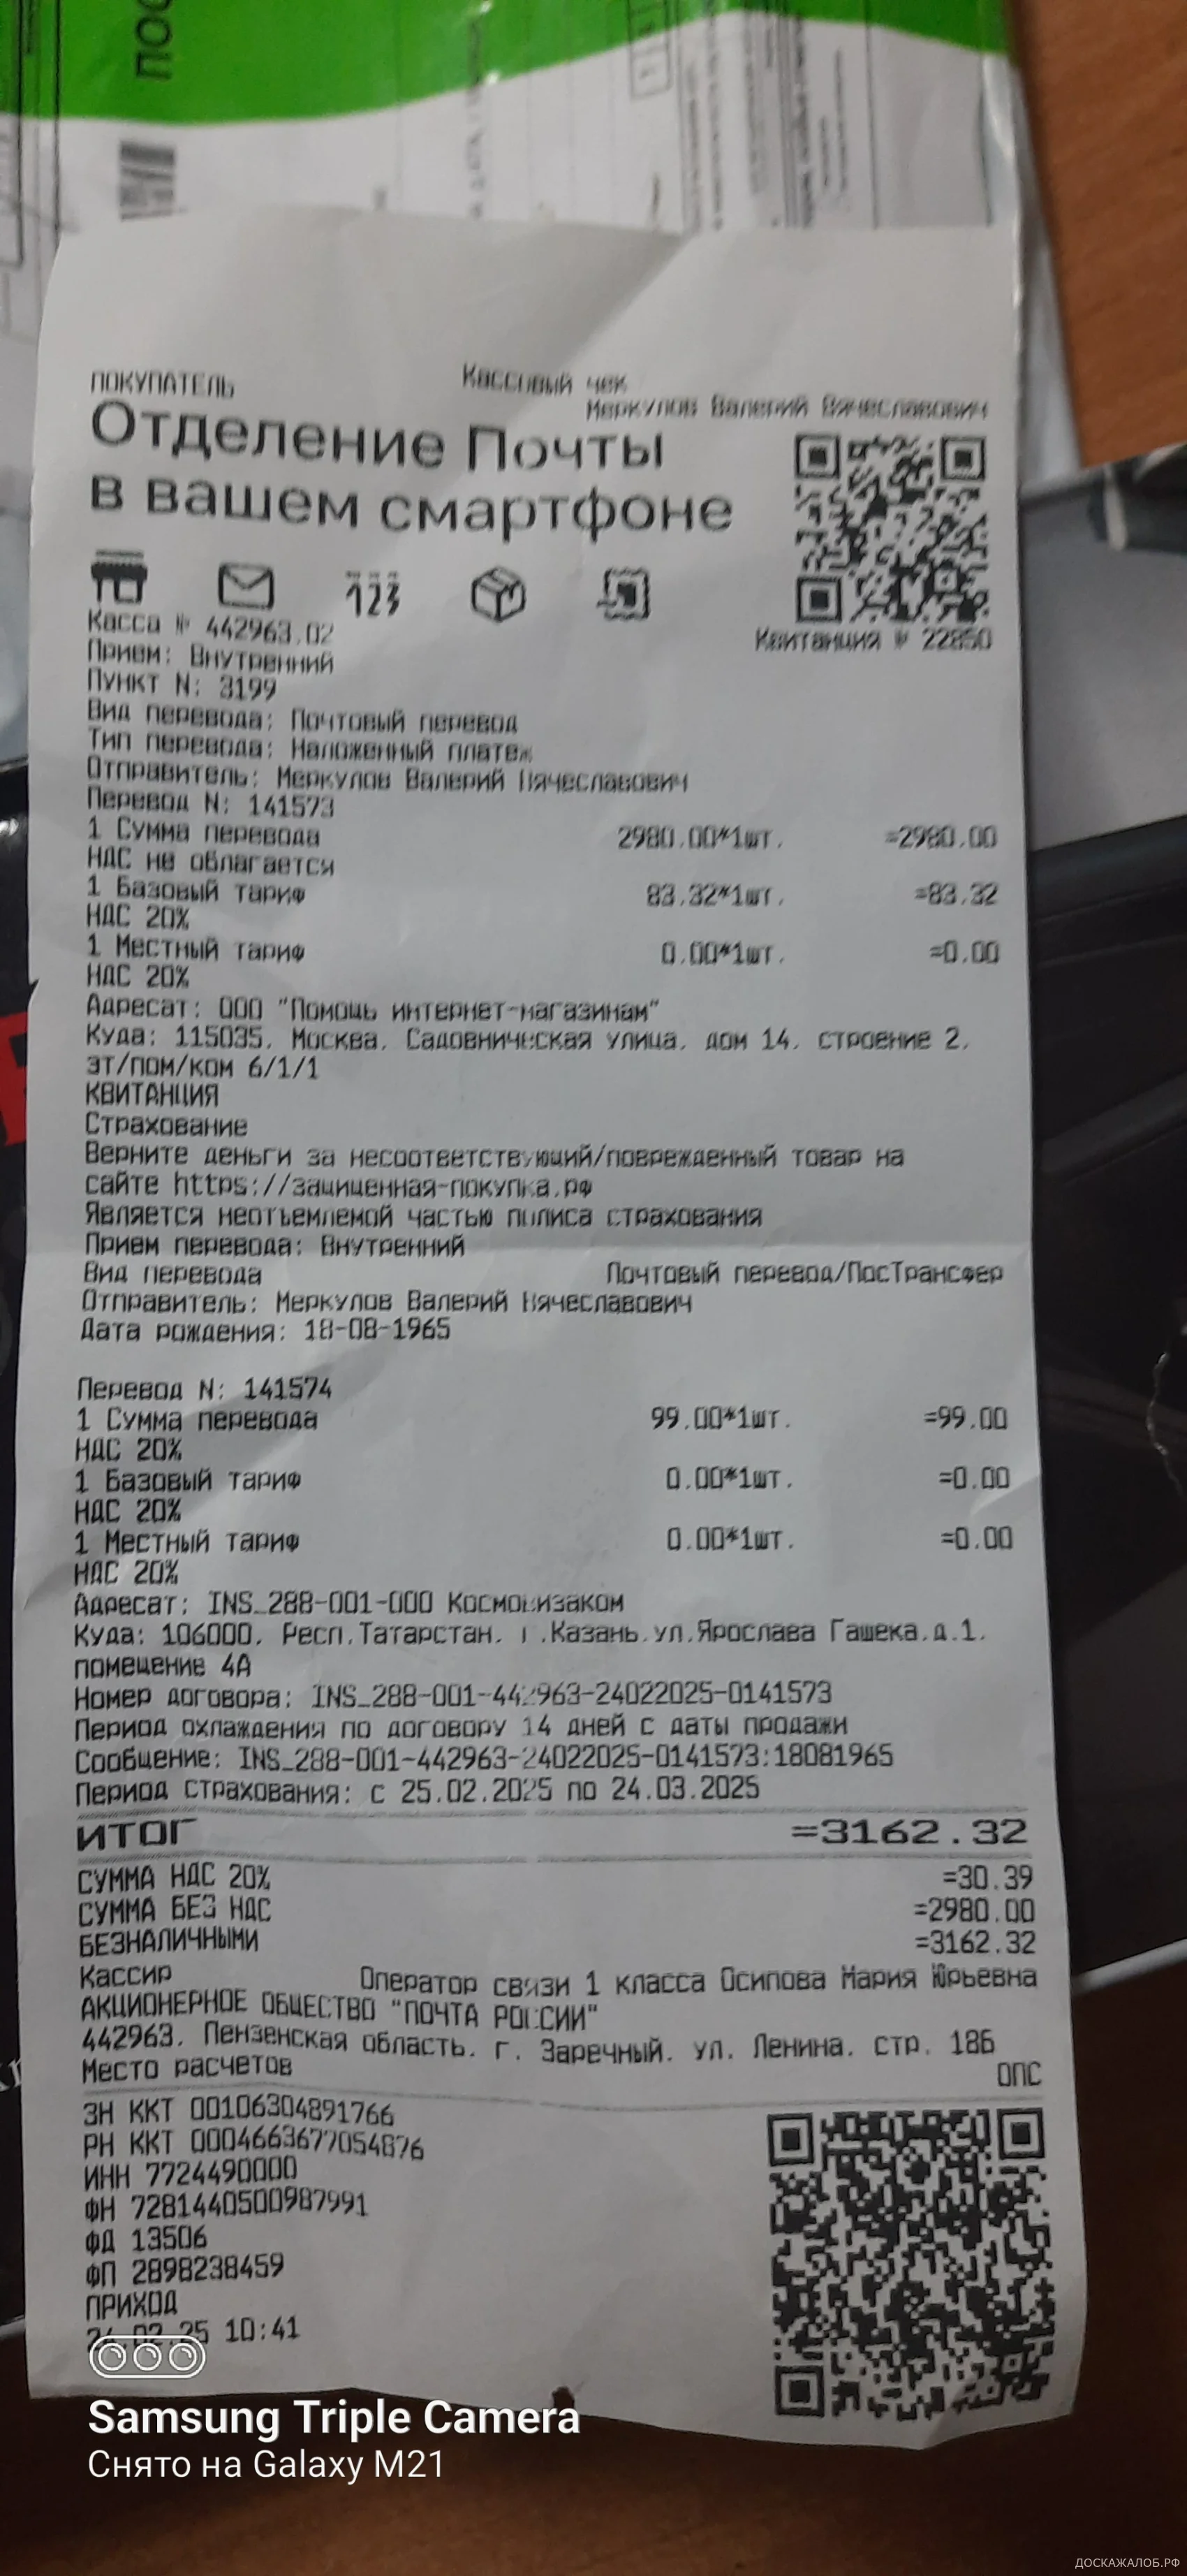 ПОКУПАТЕЛЬ Кассовый чек
Меркулов Валерий Вячеславович
Отделение Почты
в вашем смартфоне
123
Касса № 442963.02
Квитанция № 22850
Прием: Внутренний
Пункт N: 3199
Вид перевода: Почтовый перевод
Тип перевода: Наложенный платеж
Отправитель: Меркулов Валерий Вячеславович
Перевод N: 141573
1 Сумма перевода 2980.00*1шт. =2980.00
НДС не облагается
1 Базовый тариф 83.32*1шт. =83.32
НДС 20%
1 Местный тариф 0.00*1шт. =0.00
НДС 20%
Адресат: ООО "Помощь интернет-магазинам"
Куда: 115035, Москва, Садовническая улица, дом 14, строение 2,
эт/пом/ком 6/1/1
КВИТАНЦИЯ
Страхование
Верните деньги за несоответствующий/поврежденный товар на
сайте https://защищенная-покупка.рф
Является неотъемлемой частью полиса страхования
Прием перевода: Внутренний
Вид перевода Почтовый перевод/ПосТрансфер
Отправитель: Меркулов Валерий Вячеславович
Дата рождения: 18-08-1965
Перевод N: 141574
1 Сумма перевода 99.00*1шт. =99.00
НДС 20%
1 Базовый тариф 0.00*1шт. =0.00
НДС 20%
1 Местный тариф 0.00*1шт. =0.00
НДС 20%
Адресат: INS_288-001-000 Космовизаком
Куда: 106000, Респ.Татарстан, г.Казань,ул.Ярослава Гашека,д.1,
помещение 4А
Номер договора: INS_288-001-442963-24022025-0141573
Период охлаждения по договору 14 дней с даты продажи
Сообщение: INS_288-001-442963-24022025-0141573:18081965
Период страхования: с 25.02.2025 по 24.03.2025
ИТОГ =3162.32
СУММА НДС 20% =30.39
СУММА БЕЗ НДС =2980.00
БЕЗНАЛИЧНЫМИ =3162.32
Кассир Оператор связи 1 класса Осипова Мария Юрьевна
АКЦИОНЕРНОЕ ОБЩЕСТВО "ПОЧТА РОССИИ"
442963, Пензенская область, г. Заречный, ул. Ленина, стр. 18Б
Место расчетов ОПС
ЗН ККТ 00106304891766
РН ККТ 0004663677054876
ИНН 7724490000
ФН 7281440500987991
ФД 13506
ФП 2898238459
ПРИХОД
24.02.25 10:41
Samsung Triple Camera
Снято на Galaxy M21
ДОСКАЖАЛОБ.РФ